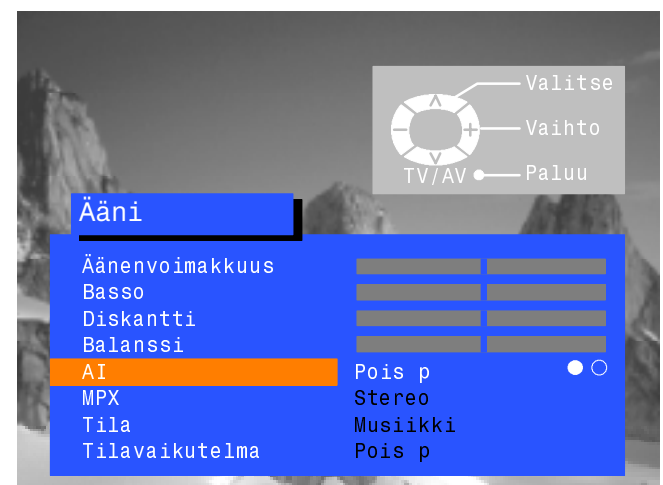 Valitse
Vaihto
TV/AV Paluu
Ääni
Äänenvoimakkuus
Basso
Diskantti
Balanssi
AI Pois p
MPX Stereo
Tila Musiikki
Tilavaikutelma Pois p